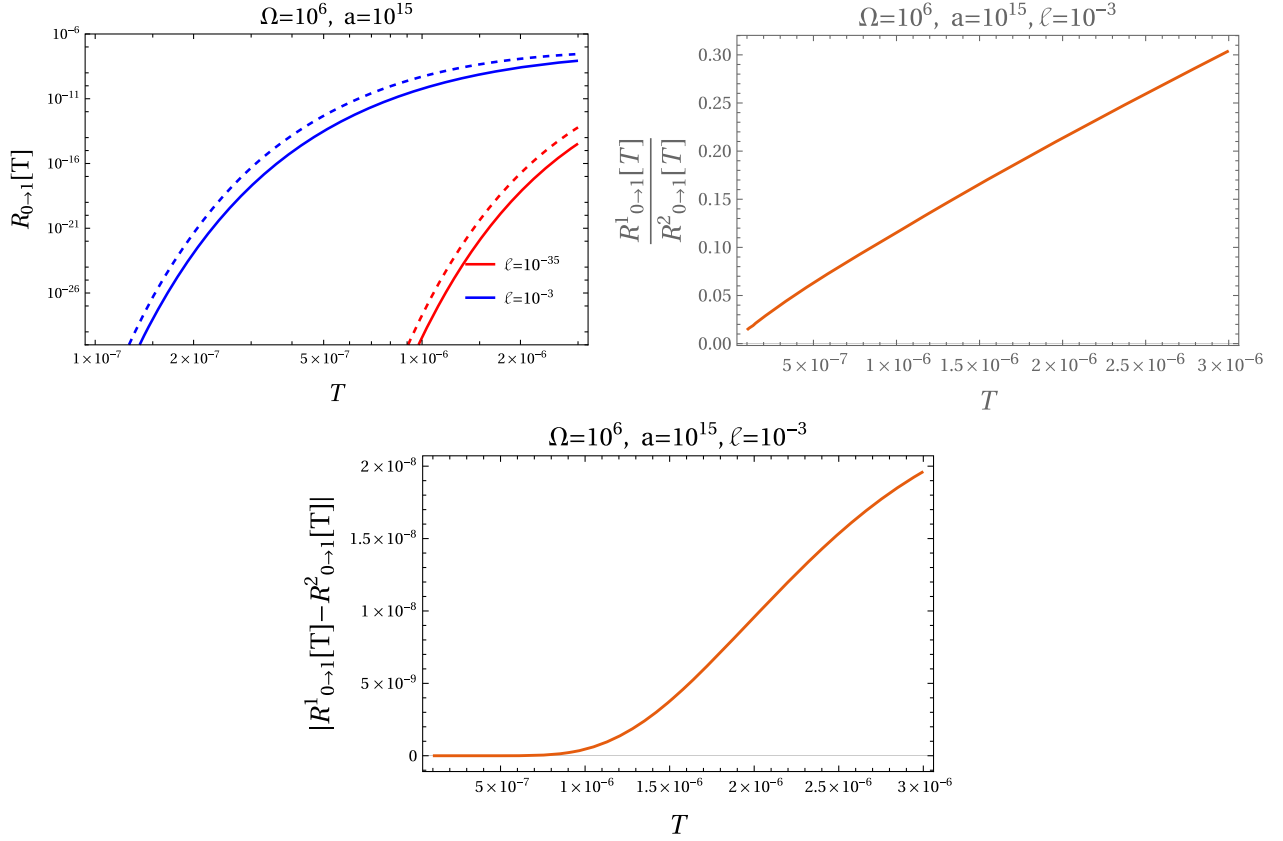 Ω=10⁶, a=10¹⁵
R₀→₁[T]
10⁻⁶
10⁻¹¹
10⁻¹⁶
10⁻²¹
10⁻²⁶
ℓ=10⁻³⁵
ℓ=10⁻³
1×10⁻⁷
2×10⁻⁷
5×10⁻⁷
1×10⁻⁶
2×10⁻⁶
T
Ω=10⁶, a=10¹⁵, ℓ=10⁻³
R¹₀→₁[T]
R²₀→₁[T]
0.30
0.25
0.20
0.15
0.10
0.05
0.00
5×10⁻⁷
1×10⁻⁶
1.5×10⁻⁶
2×10⁻⁶
2.5×10⁻⁶
3×10⁻⁶
T
Ω=10⁶, a=10¹⁵, ℓ=10⁻³
|R¹₀→₁[T]−R²₀→₁[T]|
2×10⁻⁸
1.5×10⁻⁸
1×10⁻⁸
5×10⁻⁹
0
5×10⁻⁷
1×10⁻⁶
1.5×10⁻⁶
2×10⁻⁶
2.5×10⁻⁶
3×10⁻⁶
T